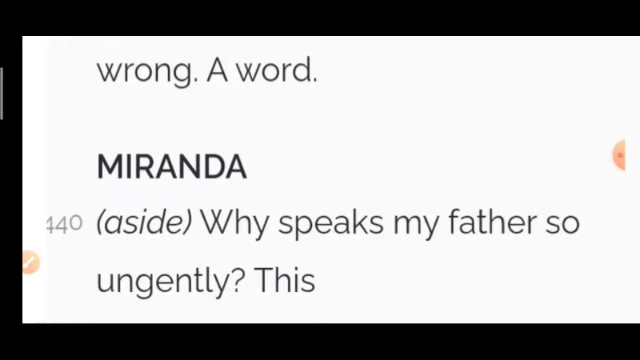 wrong. A word.
MIRANDA
440 (aside) Why speaks my father so
ungently? This